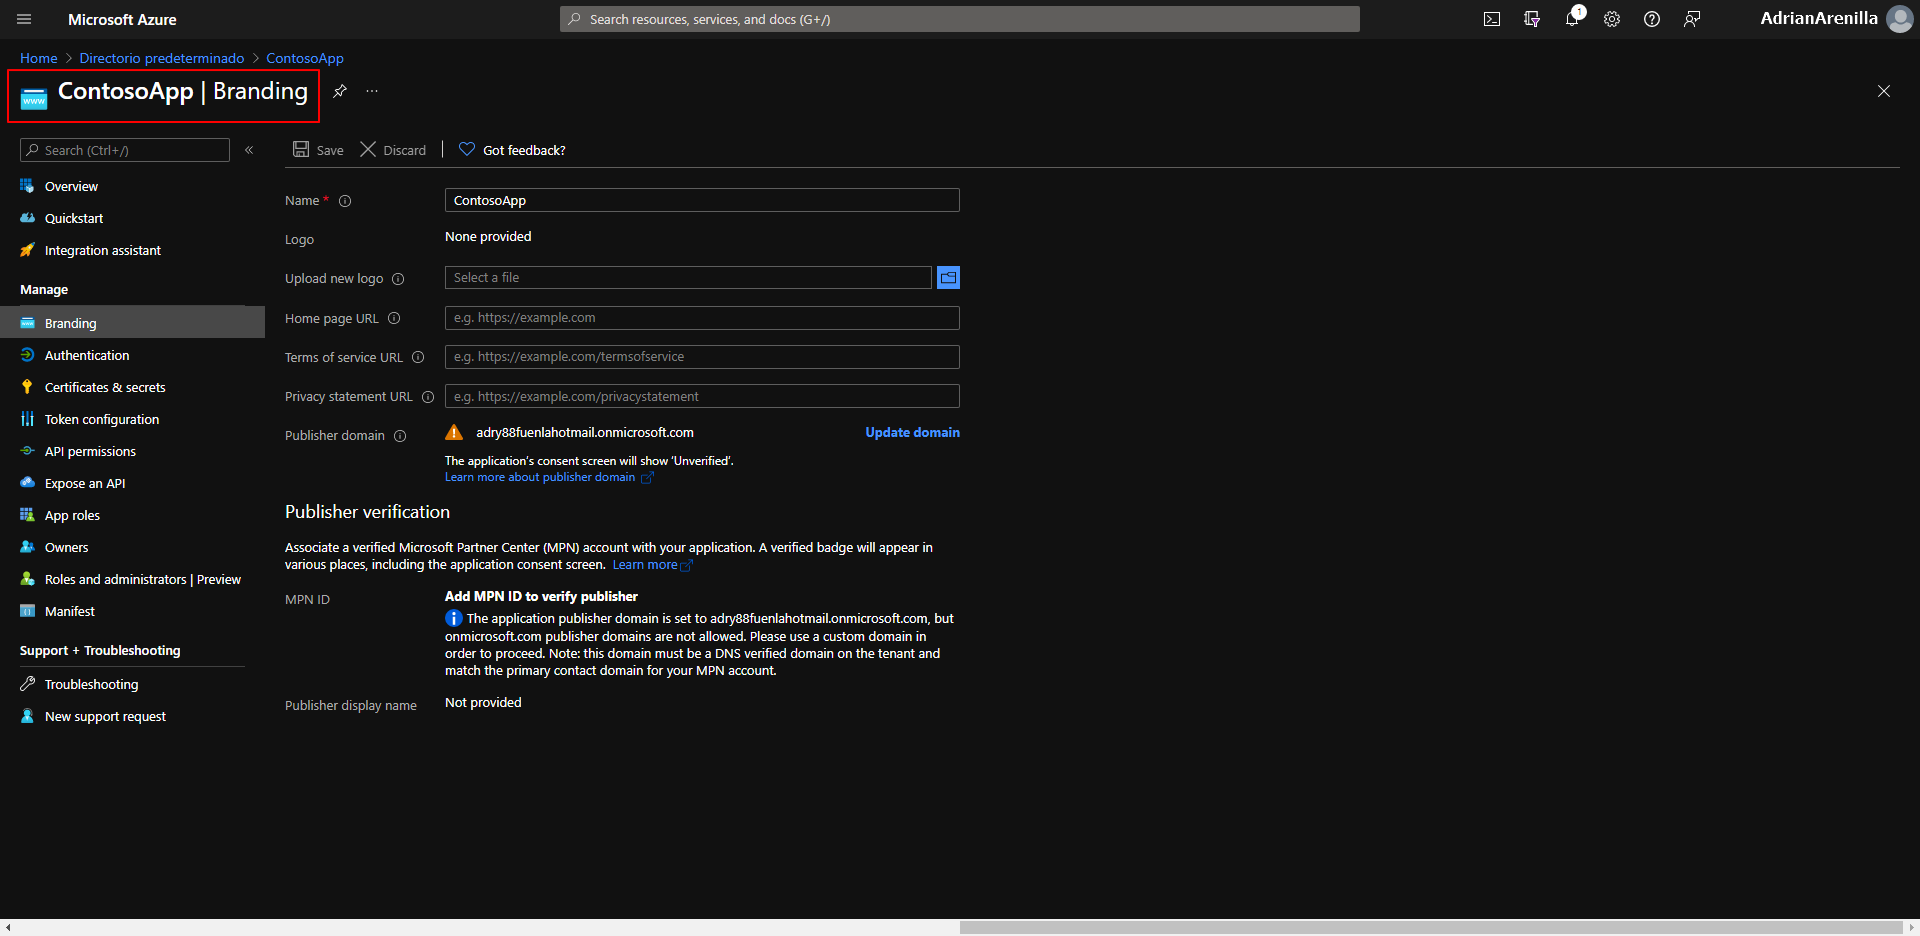 Microsoft Azure
Search resources, services, and docs (G+/)
1
AdrianArenilla
Home > Directorio predeterminado > ContosoApp
www
ContosoApp | Branding
...
Search (Ctrl+/)
«
Save
Discard
Got feedback?
Overview
Quickstart
Integration assistant
Manage
Branding
Authentication
Certificates & secrets
Token configuration
API permissions
Expose an API
App roles
Owners
Roles and administrators | Preview
Manifest
Support + Troubleshooting
Troubleshooting
New support request
Name *
ContosoApp
Logo
None provided
Upload new logo
Select a file
Home page URL
e.g. https://example.com
Terms of service URL
e.g. https://example.com/termsofservice
Privacy statement URL
e.g. https://example.com/privacystatement
Publisher domain
adry88fuenlahotmail.onmicrosoft.com
Update domain
The application's consent screen will show 'Unverified'.
Learn more about publisher domain
Publisher verification
Associate a verified Microsoft Partner Center (MPN) account with your application. A verified badge will appear in
various places, including the application consent screen. Learn more
MPN ID
Add MPN ID to verify publisher
The application publisher domain is set to adry88fuenlahotmail.onmicrosoft.com, but
onmicrosoft.com publisher domains are not allowed. Please use a custom domain in
order to proceed. Note: this domain must be a DNS verified domain on the tenant and
match the primary contact domain for your MPN account.
Publisher display name
Not provided